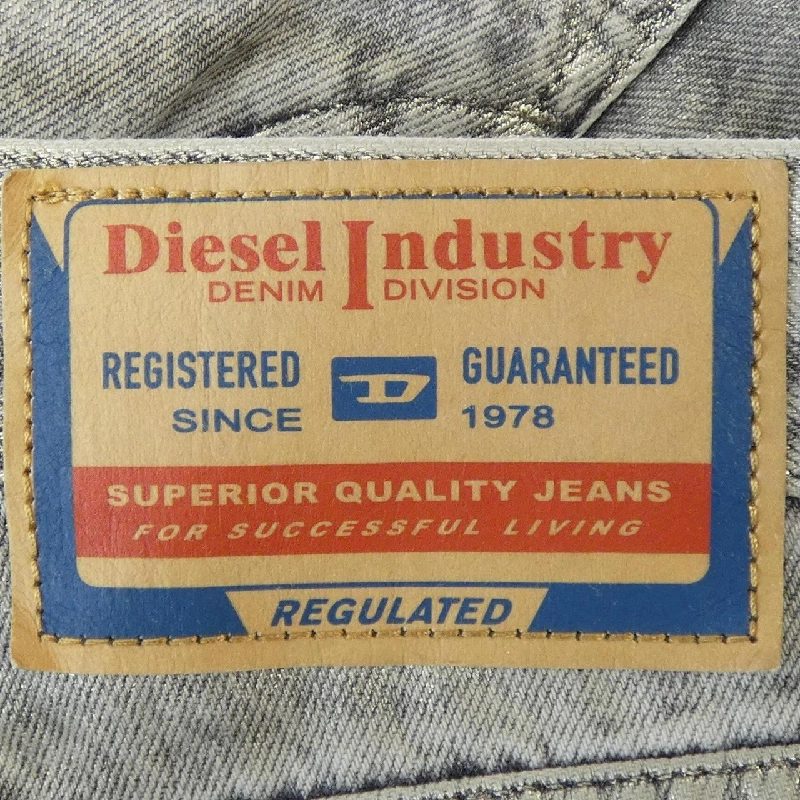 Diesel Industry
DENIM DIVISION
REGISTERED D GUARANTEED
SINCE 1978
SUPERIOR QUALITY JEANS
FOR SUCCESSFUL LIVING
REGULATED